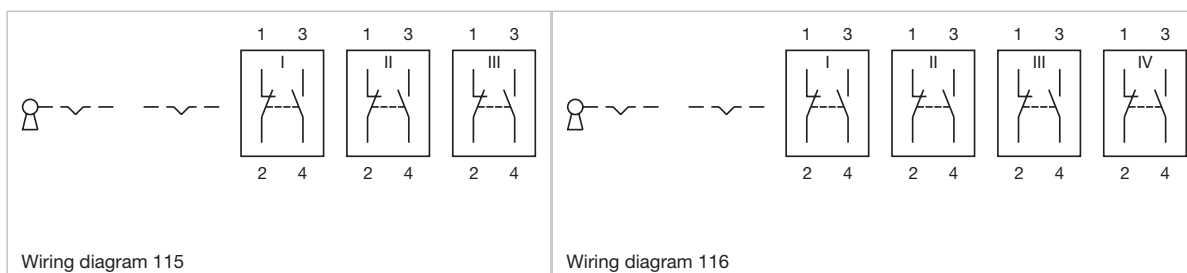 1 3 1 3 1 3
I II III
2 4 2 4 2 4
Wiring diagram 115
1 3 1 3 1 3 1 3
I II III IV
2 4 2 4 2 4 2 4
Wiring diagram 116